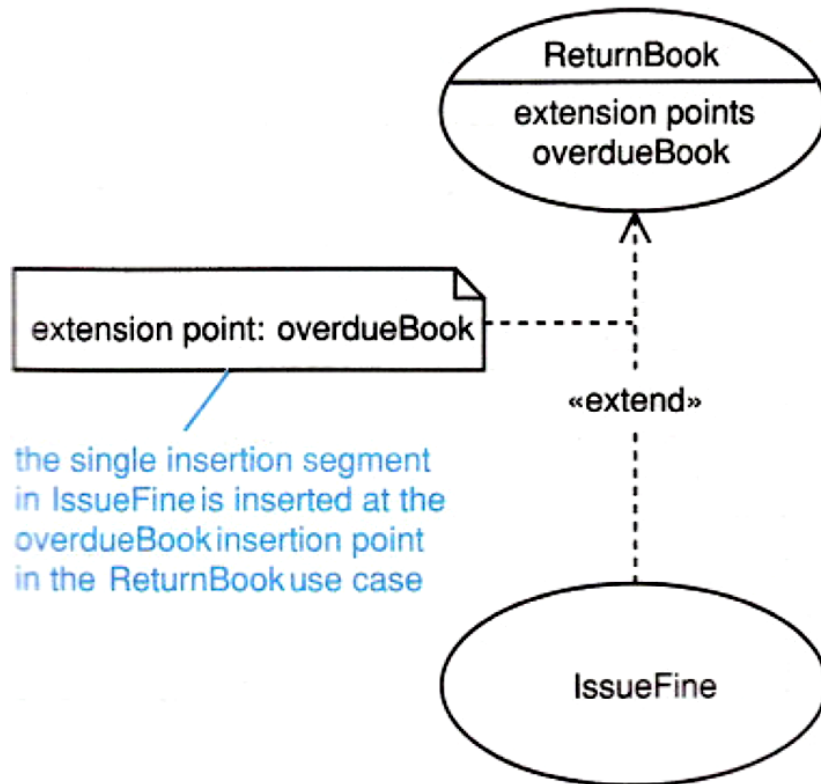 ReturnBook
extension points
overdueBook
extension point: overdueBook
«extend»
the single insertion segment
in IssueFine is inserted at the
overdueBook insertion point
in the ReturnBook use case
IssueFine